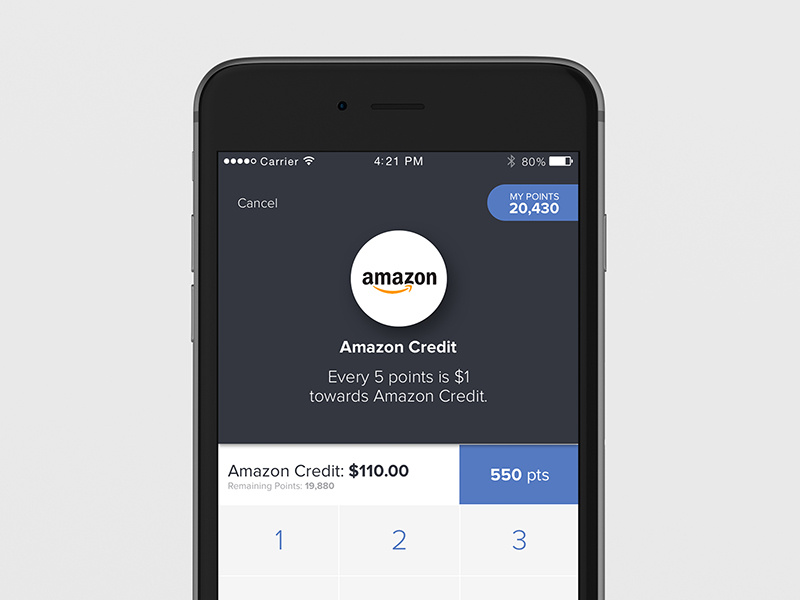 Carrier 4:21 PM 80%
Cancel
MY POINTS
20,430
amazon
Amazon Credit
Every 5 points is $1
towards Amazon Credit.
Amazon Credit: $110.00
Remaining Points: 19,880
550 pts
1 2 3